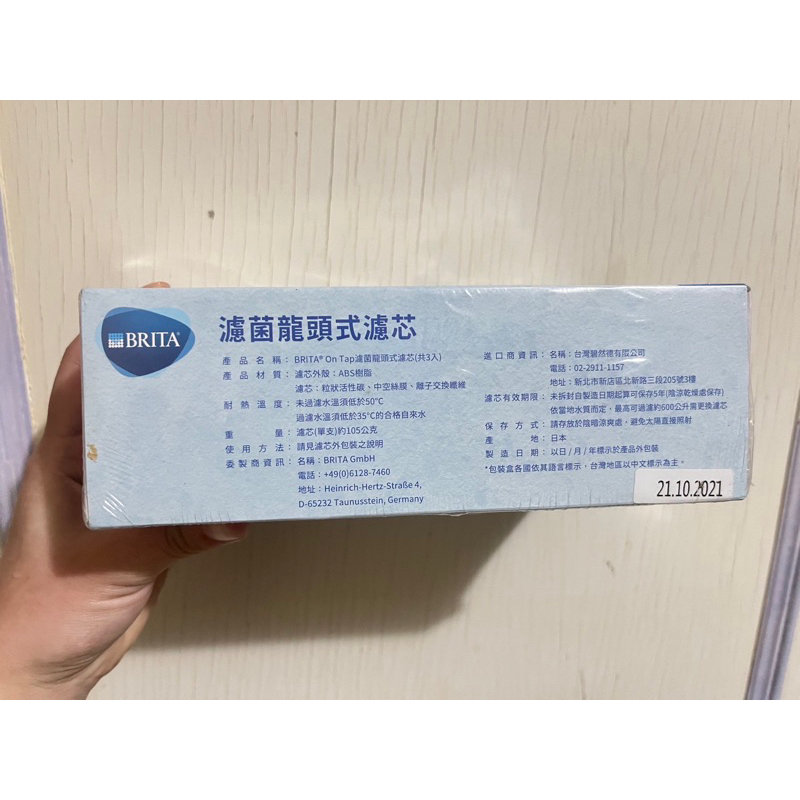 BRITA®
濾菌龍頭式濾芯
產品名稱：BRITA® On Tap濾菌龍頭式濾芯(共3入)
產品材質：濾芯外殼：ABS樹脂
濾芯：粒狀活性碳、中空絲膜、離子交換纖維
耐熱溫度：未過濾水溫須低於50°C
過濾水溫須低於35°C的合格自來水
重量：濾芯(單支)約105公克
使用方法：請見濾芯外包裝之說明
委製商資訊：名稱：BRITA GmbH
電話：+49(0)6128-7460
地址：Heinrich-Hertz-Straße 4,
D-65232 Taunusstein, Germany
進口商資訊：名稱：台灣碧然德有限公司
電話：02-2911-1157
地址：新北市新店區北新路三段205號3樓
濾芯有效期限：未拆封自製造日期起算可保存5年(陰涼乾燥處保存)
依當地水質而定，最高可過濾約600公升需更換濾芯
保存方式：請存放於陰暗涼爽處，避免太陽直接照射
產地：日本
製造日期：以日/月/年標示於產品外包裝
*包裝盒各國依其語言標示，台灣地區以中文標示為主。
21.10.2021